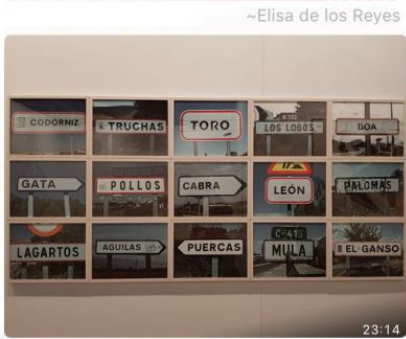 ~Elisa de los Reyes
CODORNIZ
TRUCHAS
TORO
LOS LOBOS
BOA
GATA
POLLOS
CABRA
LEÓN
PALOMAS
LAGARTOS
AGUILAS
PUERCAS
C-415
MULA
EL GANSO
23:14